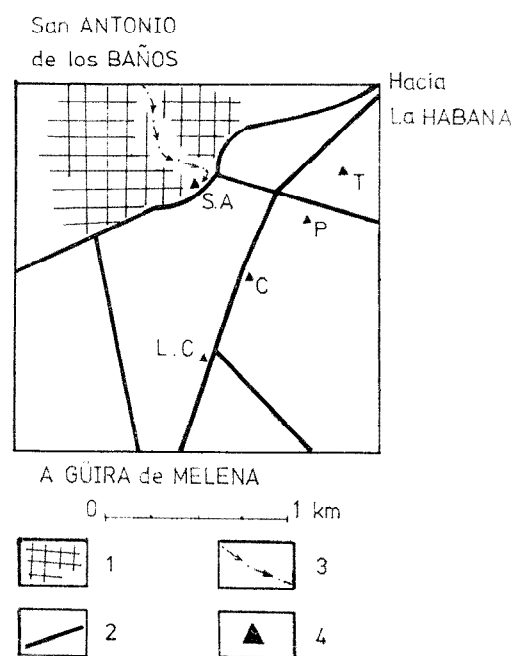 San ANTONIO
de los BAÑOS
Hacia
La HABANA
T
S.A
P
C
L.C
A GÜIRA de MELENA
0 1 km
1 3
2 4